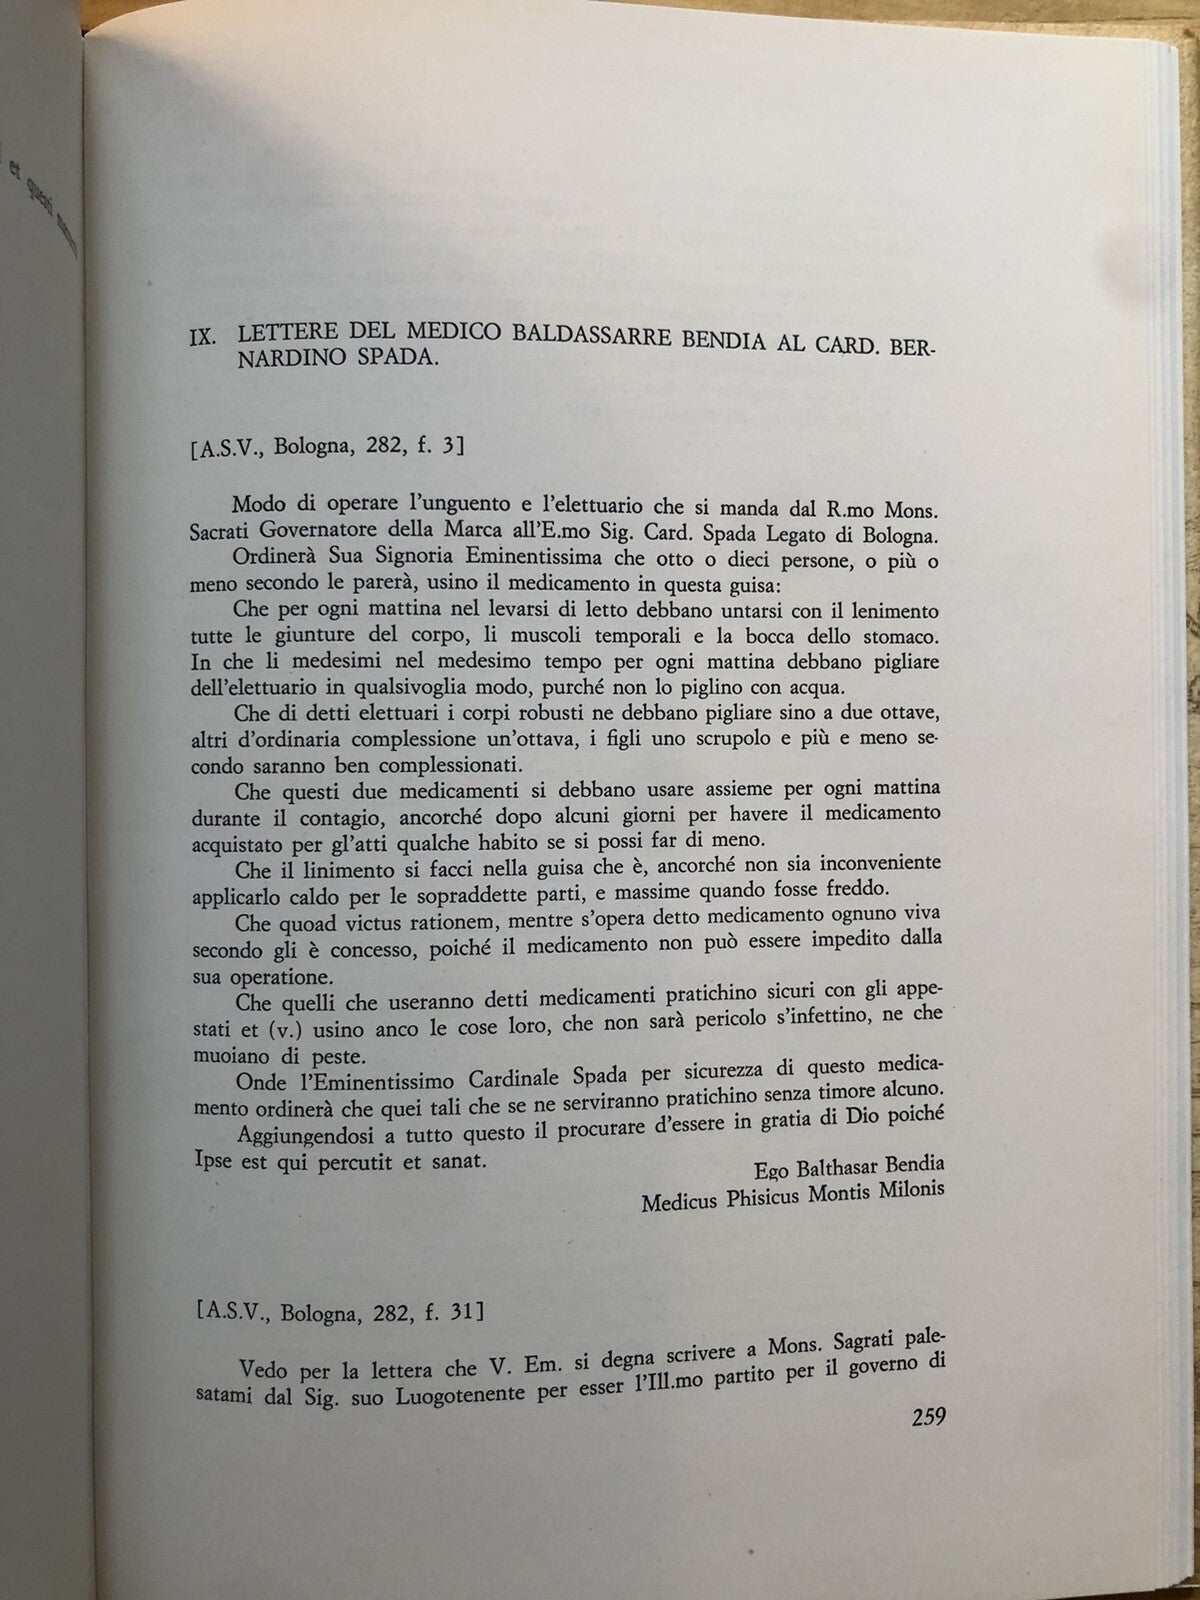 et questi
IX. LETTERE DEL MEDICO BALDASSARRE BENDIA AL CARD. BER-
NARDINO SPADA.
[A.S.V., Bologna, 282, f. 3]
Modo di operare l'unguento e l'elettuario che si manda dal R.mo Mons.
Sacrati Governatore della Marca all'E.mo Sig. Card. Spada Legato di Bologna.
Ordinerà Sua Signoria Eminentissima che otto o dieci persone, o più o
meno secondo le parerà, usino il medicamento in questa guisa:
Che per ogni mattina nel levarsi di letto debbano untarsi con il lenimento
tutte le giunture del corpo, li muscoli temporali e la bocca dello stomaco.
In che li medesimi nel medesimo tempo per ogni mattina debbano pigliare
dell'elettuario in qualsivoglia modo, purché non lo piglino con acqua.
Che di detti elettuari i corpi robusti ne debbano pigliare sino a due ottave,
altri d'ordinaria complessione un'ottava, i figli uno scrupolo e più e meno se-
condo saranno ben complessionati.
Che questi due medicamenti si debbano usare assieme per ogni mattina
durante il contagio, ancorché dopo alcuni giorni per havere il medicamento
acquistato per gl'atti qualche habito se si possi far di meno.
Che il linimento si facci nella guisa che è, ancorché non sia inconveniente
applicarlo caldo per le sopraddette parti, e massime quando fosse freddo.
Che quoad victus rationem, mentre s'opera detto medicamento ognuno viva
secondo gli è concesso, poiché il medicamento non può essere impedito dalla
sua operatione.
Che quelli che useranno detti medicamenti pratichino sicuri con gli appe-
stati et (v.) usino anco le cose loro, che non sarà pericolo s'infettino, ne che
muoiano di peste.
Onde l'Eminentissimo Cardinale Spada per sicurezza di questo medica-
mento ordinerà che quei tali che se ne serviranno pratichino senza timore alcuno.
Aggiungendosi a tutto questo il procurare d'essere in gratia di Dio poiché
Ipse est qui percutit et sanat.
Ego Balthasar Bendia
Medicus Phisicus Montis Milonis
[A.S.V., Bologna, 282, f. 31]
Vedo per la lettera che V. Em. si degna scrivere a Mons. Sagrati pale-
satami dal Sig. suo Luogotenente per esser l'Ill.mo partito per il governo di
259